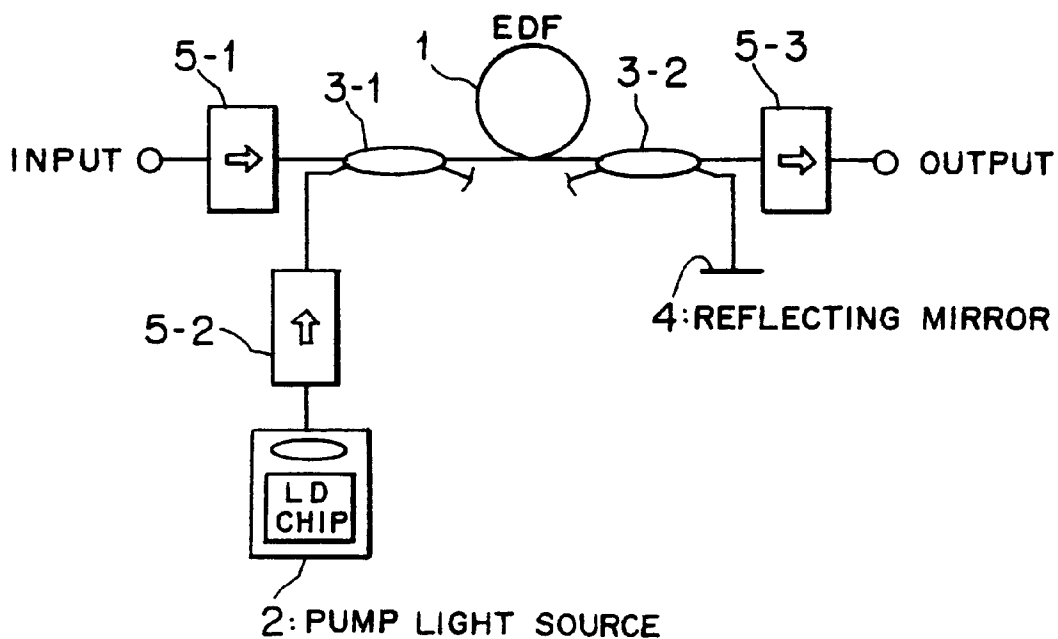 EDF
5-1
1
3-1
3-2
5-3
INPUT
OUTPUT
4:REFLECTING MIRROR
5-2
LD
CHIP
2:PUMP LIGHT SOURCE